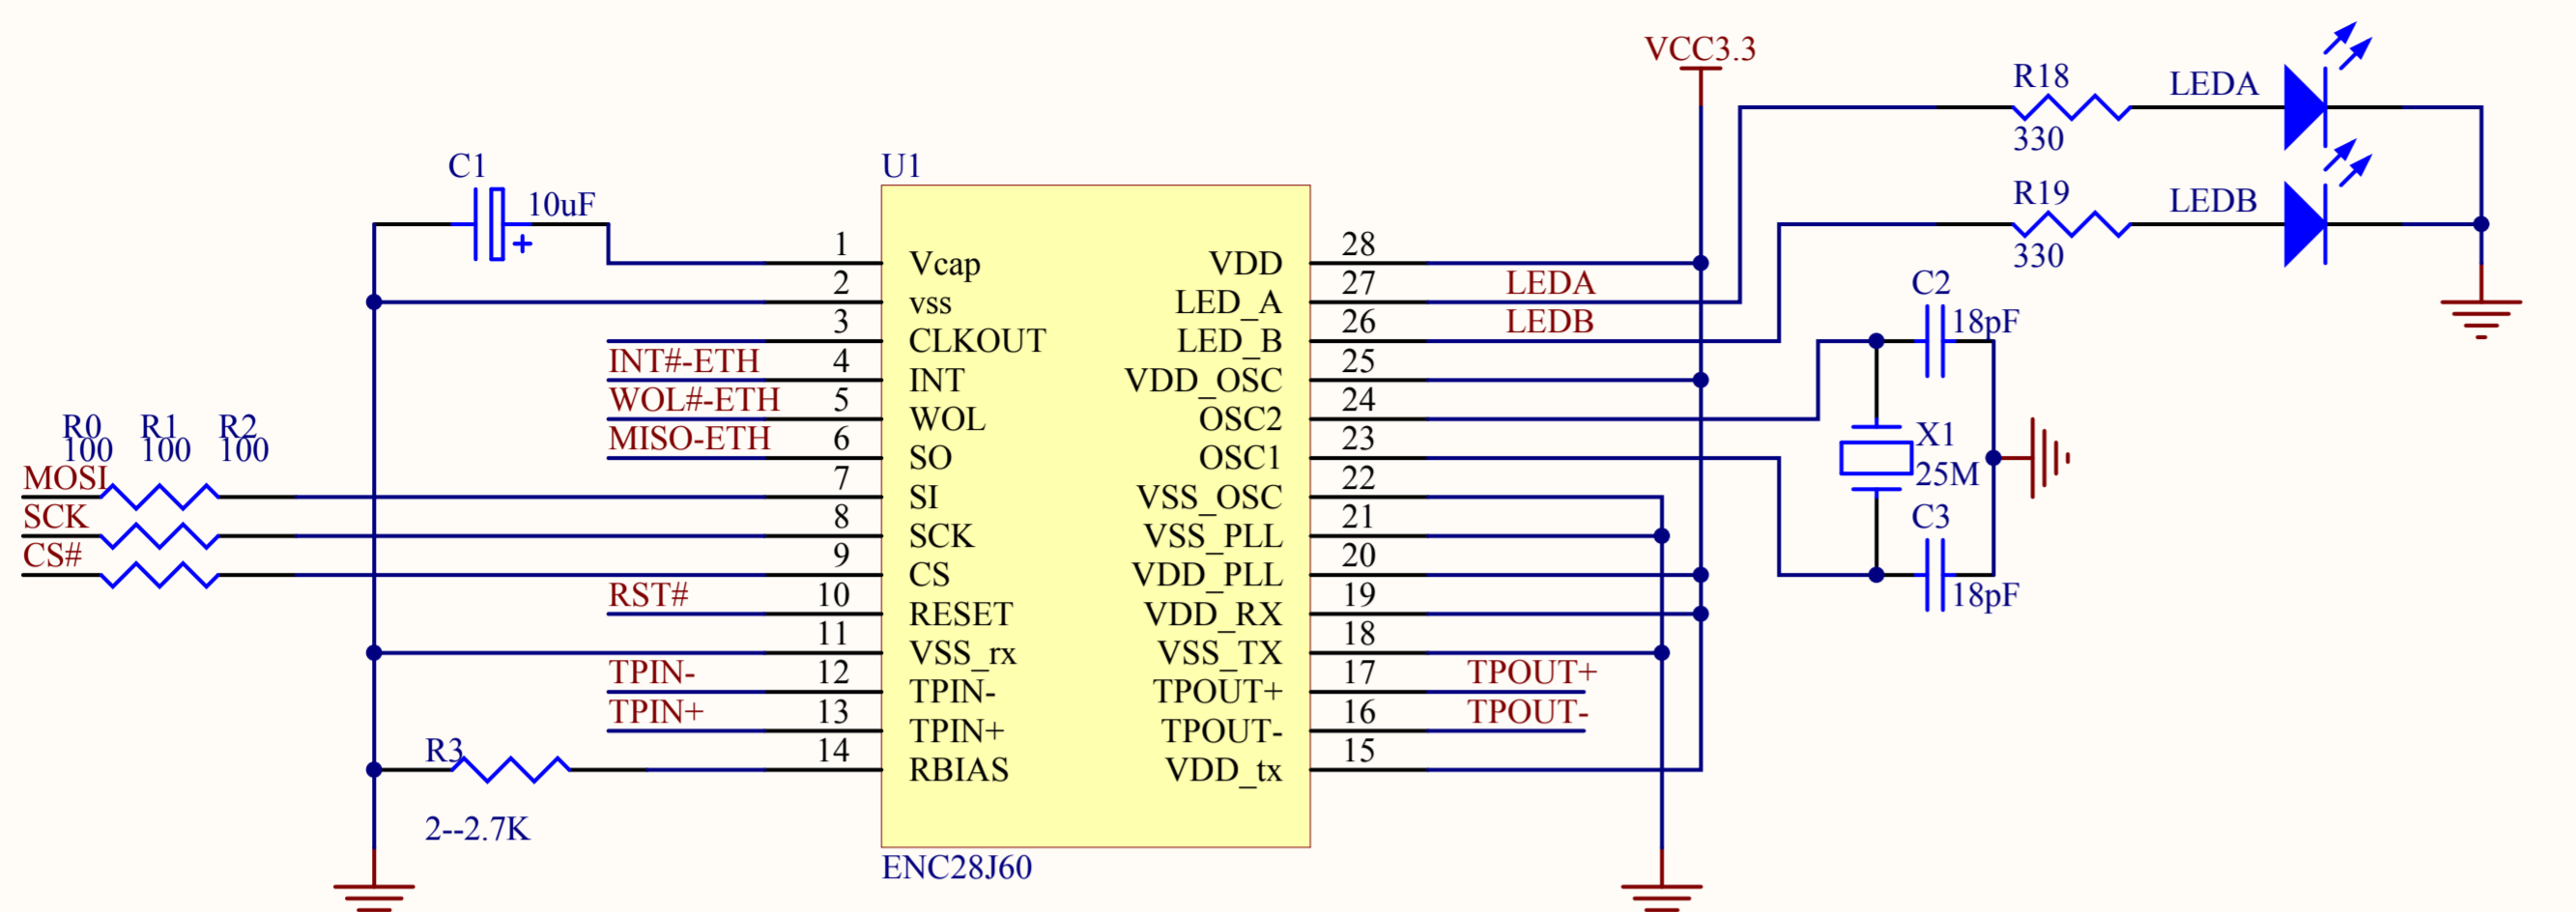 VCC3.3
R18
LEDA
330
C1
10uF
U1
R19
LEDB
330
1 Vcap
2 vss
3 CLKOUT
INT#-ETH 4 INT
WOL#-ETH 5 WOL
MISO-ETH 6 SO
R0 R1 R2
100 100 100
MOSI 7 SI
SCK 8 SCK
CS# 9 CS
RST# 10 RESET
11 VSS_rx
TPIN- 12 TPIN-
TPIN+ 13 TPIN+
R3 14 RBIAS
2--2.7K
VDD 28
LED_A 27 LEDA
LED_B 26 LEDB
VDD_OSC 25
OSC2 24
OSC1 23
VSS_OSC 22
VSS_PLL 21
VDD_PLL 20
VDD_RX 19
VSS_TX 18
TPOUT+ 17 TPOUT+
TPOUT- 16 TPOUT-
VDD_tx 15
ENC28J60
C2
18pF
X1
25M
C3
18pF